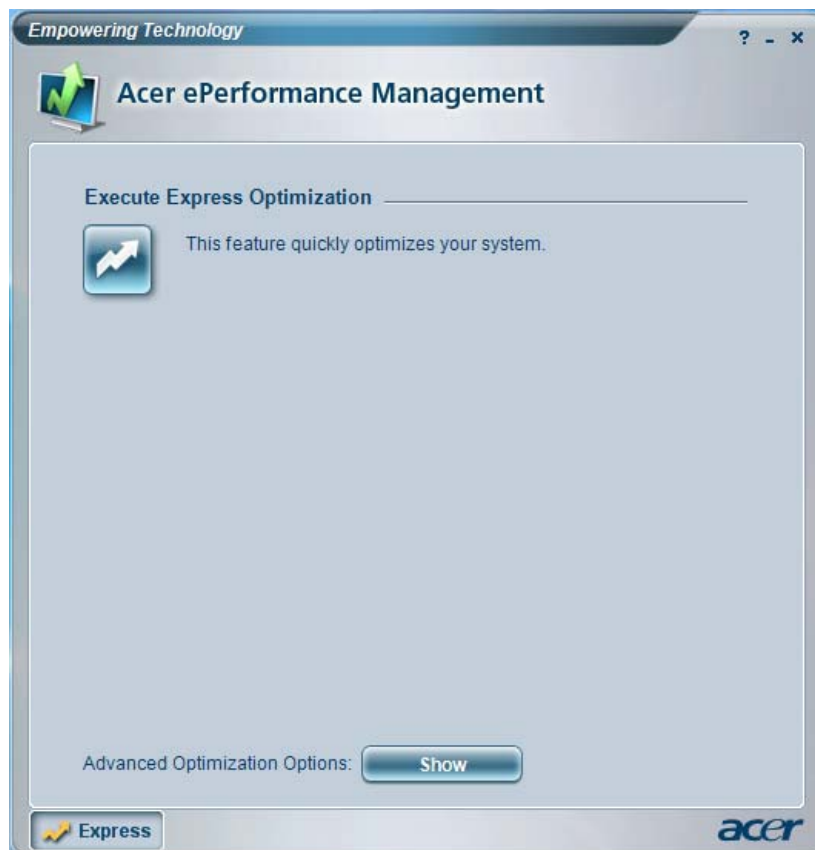 Empowering Technology
? - x
Acer ePerformance Management
Execute Express Optimization
This feature quickly optimizes your system.
Advanced Optimization Options: Show
Express
acer